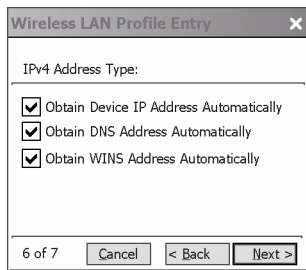 Wireless LAN Profile Entry
IPv4 Address Type:
Obtain Device IP Address Automatically
Obtain DNS Address Automatically
Obtain WINS Address Automatically
6 of 7 Cancel < Back Next >